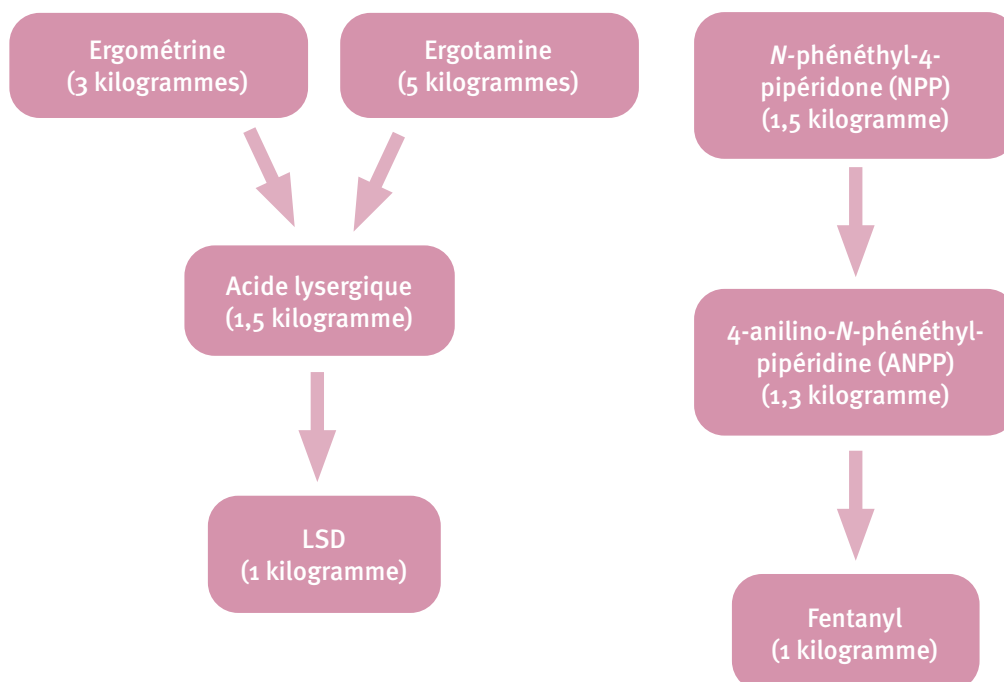 Ergométrine
(3 kilogrammes)
Ergotamine
(5 kilogrammes)
Acide lysergique
(1,5 kilogramme)
LSD
(1 kilogramme)
N-phénéthyl-4-
pipéridone (NPP)
(1,5 kilogramme)
4-anilino-N-phénéthyl-
pipéridine (ANPP)
(1,3 kilogramme)
Fentanyl
(1 kilogramme)